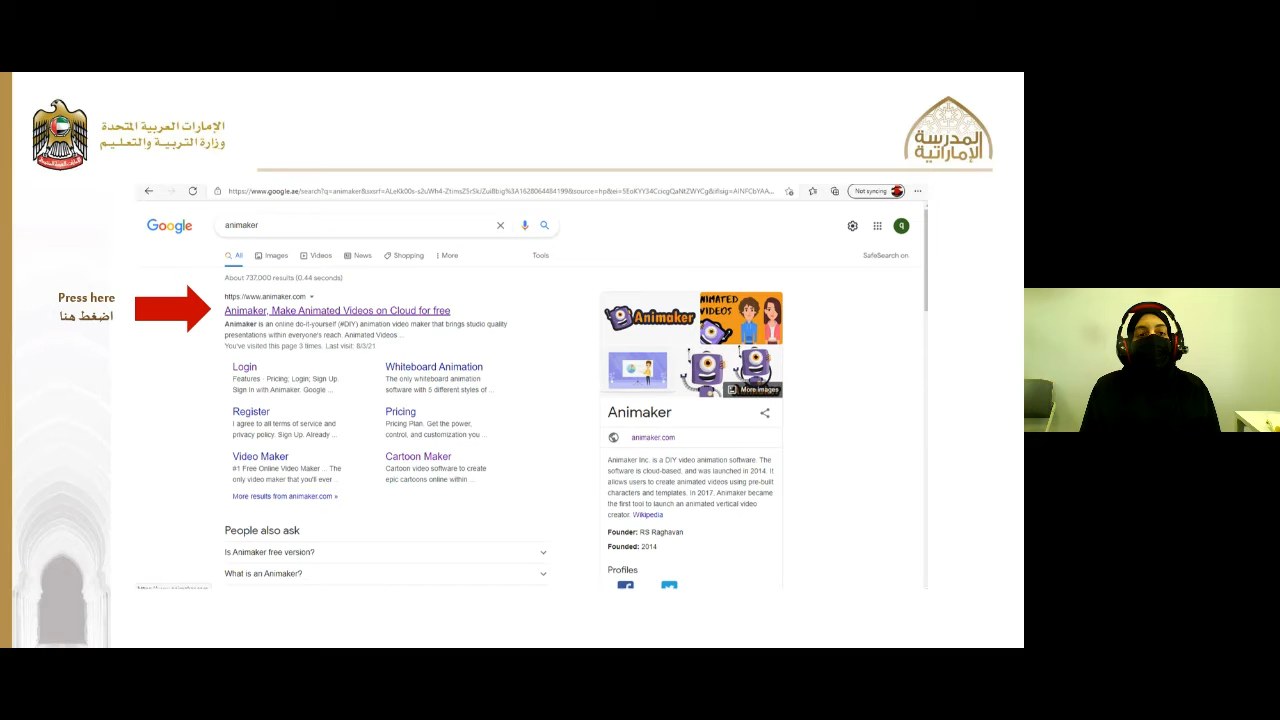 الإمارات العربية المتحدة
وزارة التربية والتعليم
المدرسة
الإماراتية
Not syncing
Google
animaker
q
All
Images
Videos
News
Shopping
More
Tools
SafeSearch on
About 737,000 results (0.44 seconds)
Press here
اضغط هنا
https://www.animaker.com
Animaker, Make Animated Videos on Cloud for free
Animaker is an online do-it-yourself (#DIY) animation video maker that brings studio quality
presentations within everyone's reach. Animated Videos ...
You've visited this page 3 times. Last visit: 8/3/21
Login
Features · Pricing; Login; Sign Up.
Sign in with Animaker. Google ...
Whiteboard Animation
The only whiteboard animation
software with 5 different styles of ...
Register
I agree to all terms of service and
privacy policy. Sign Up. Already ...
Pricing
Pricing Plan. Get the power,
control, and customization you ...
Video Maker
#1 Free Online Video Maker ... The
only video maker that you'll ever ...
Cartoon Maker
Cartoon video software to create
epic cartoons online within ...
More results from animaker.com »
People also ask
Is Animaker free version?
What is an Animaker?
Animaker
NIMATED
VIDEOS
More images
Animaker
animaker.com
Animaker Inc. is a DIY video animation software. The
software is cloud-based, and was launched in 2014. It
allows users to create animated videos using pre-built
characters and templates. In 2017, Animaker became
the first tool to launch an animated vertical video
creator. Wikipedia
Founder: RS Raghavan
Founded: 2014
Profiles